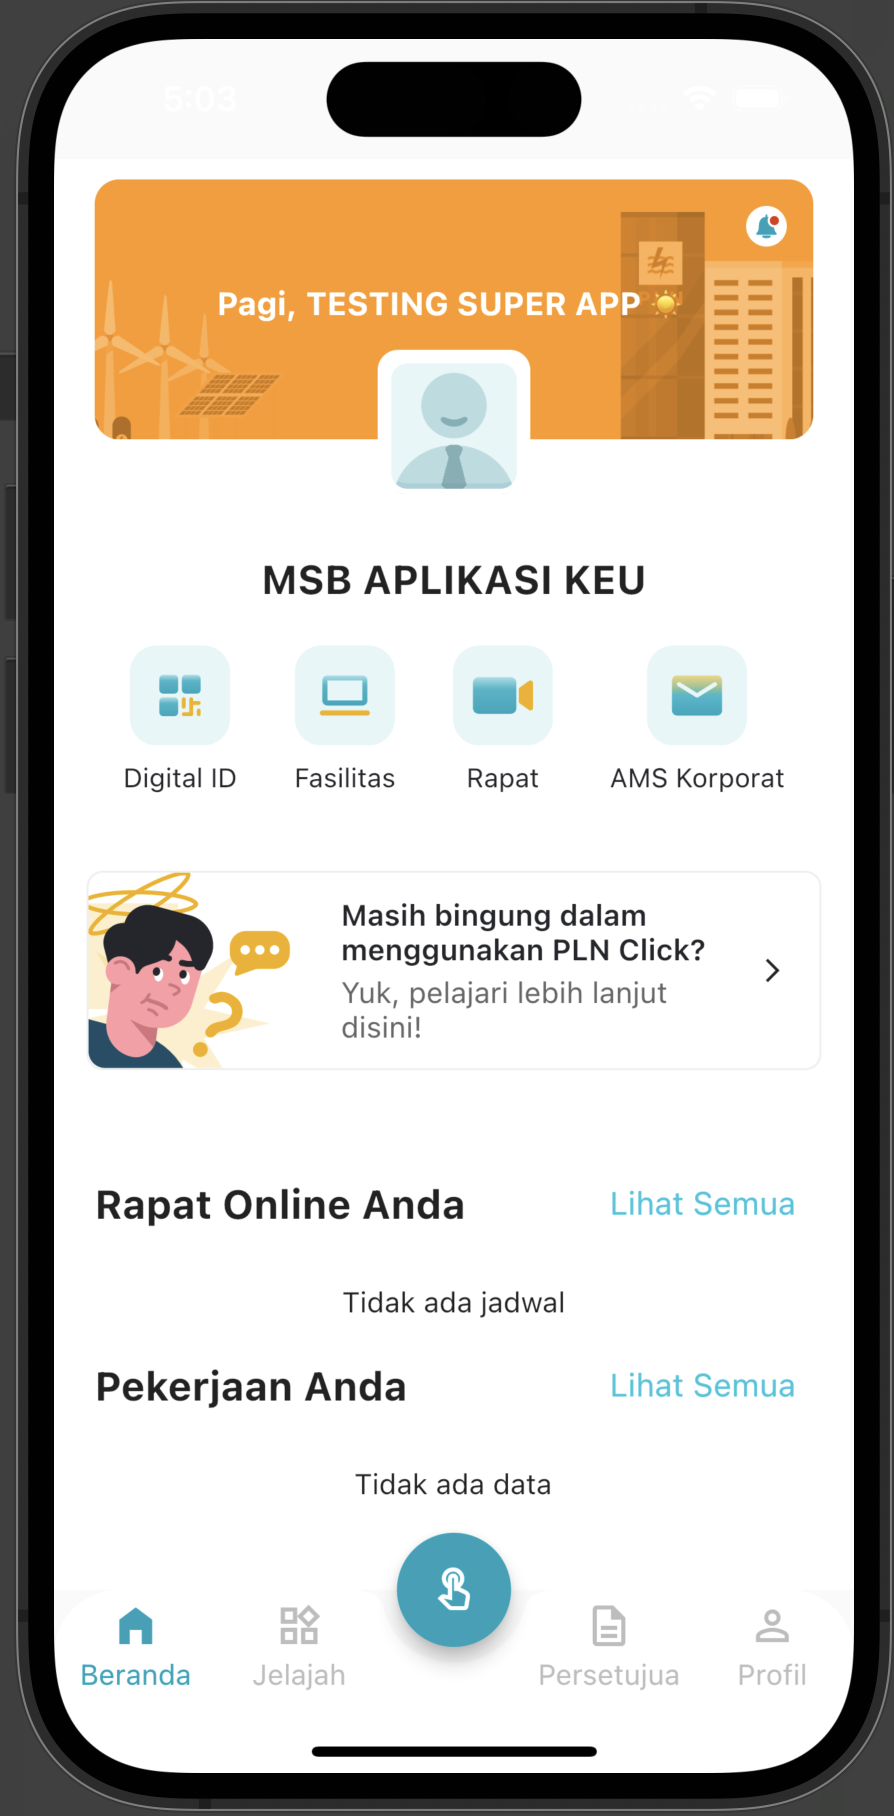 5:03
Pagi, TESTING SUPER APP ☀️
MSB APLIKASI KEU
Digital ID
Fasilitas
Rapat
AMS Korporat
Masih bingung dalam
menggunakan PLN Click?
Yuk, pelajari lebih lanjut
disini!
Rapat Online Anda
Lihat Semua
Tidak ada jadwal
Pekerjaan Anda
Lihat Semua
Tidak ada data
Beranda
Jelajah
Persetujua
Profil